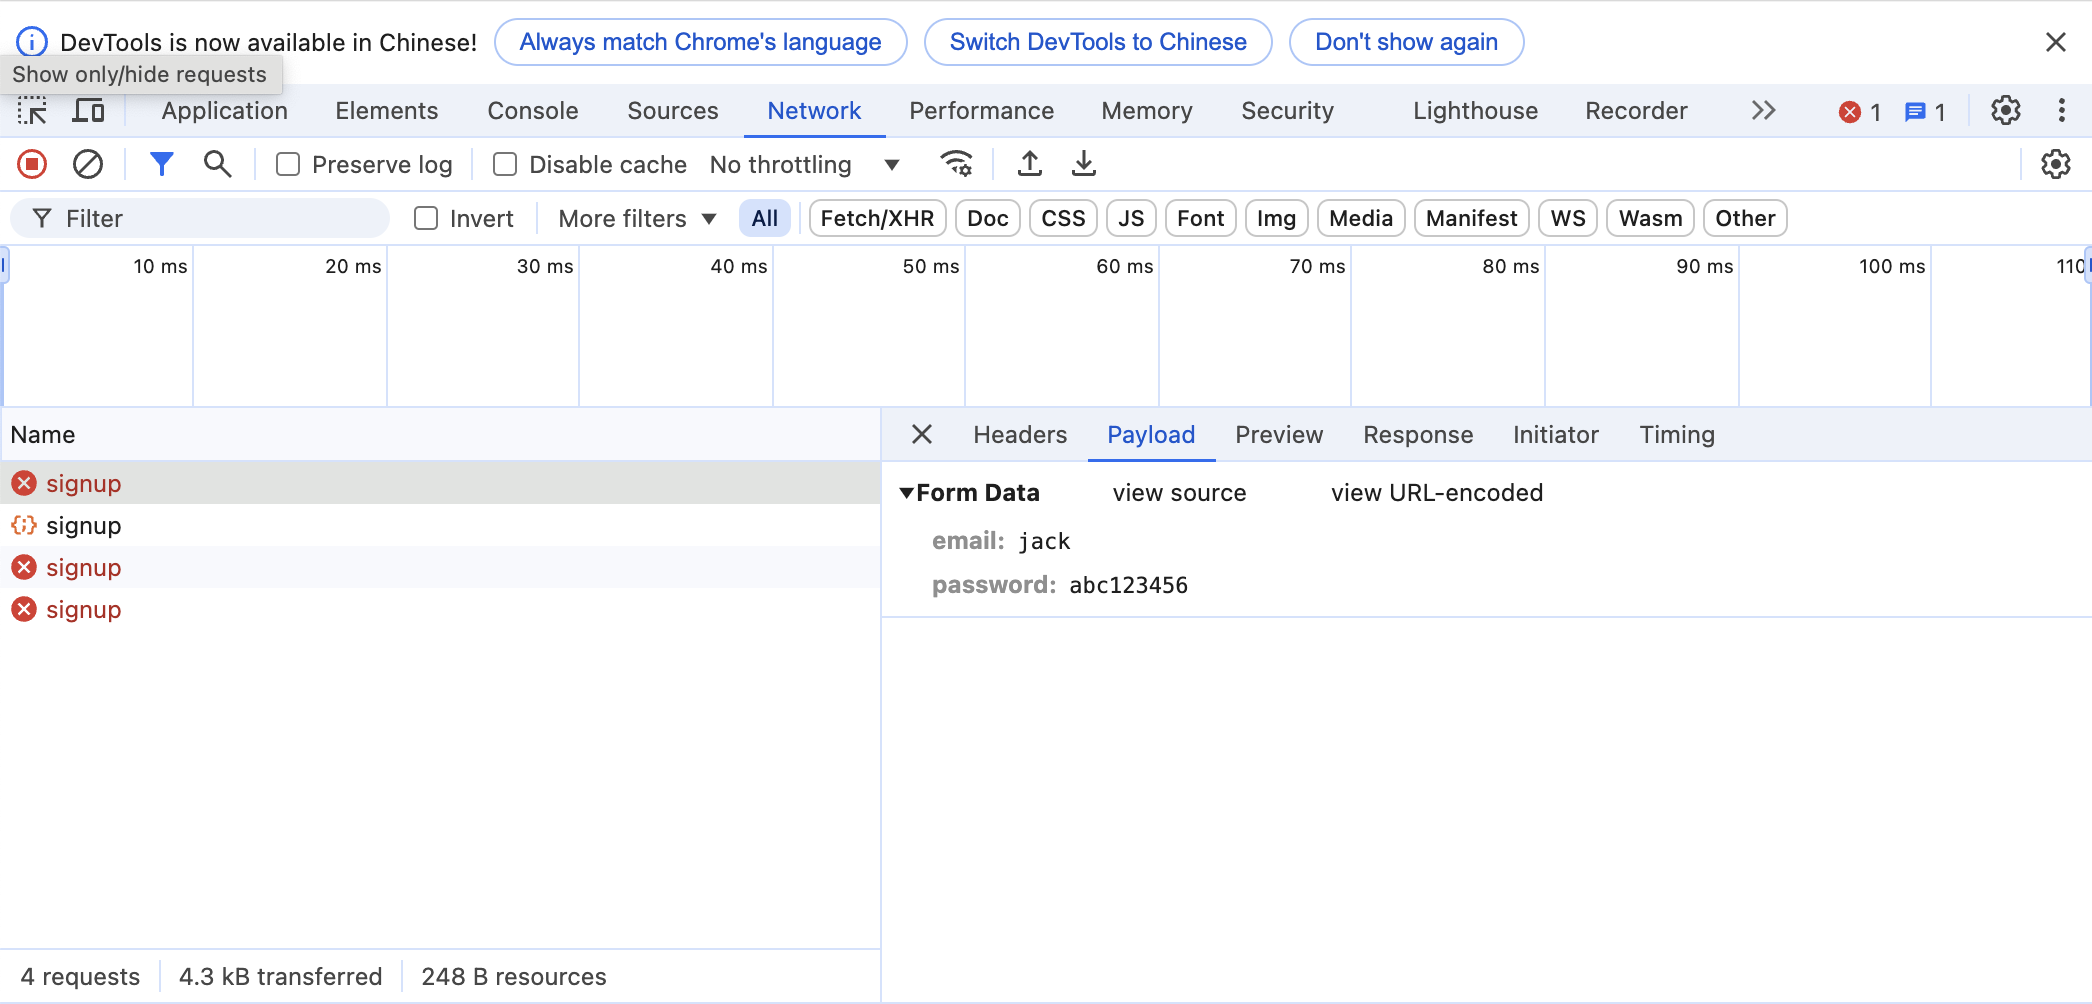 DevTools is now available in Chinese! Always match Chrome's language Switch DevTools to Chinese Don't show again
Show only/hide requests
Application Elements Console Sources Network Performance Memory Security Lighthouse Recorder 1 1
Preserve log Disable cache No throttling
Filter Invert More filters All Fetch/XHR Doc CSS JS Font Img Media Manifest WS Wasm Other
10 ms 20 ms 30 ms 40 ms 50 ms 60 ms 70 ms 80 ms 90 ms 100 ms 110
Name
signup
signup
signup
signup
Headers Payload Preview Response Initiator Timing
Form Data view source view URL-encoded
email: jack
password: abc123456
4 requests 4.3 kB transferred 248 B resources